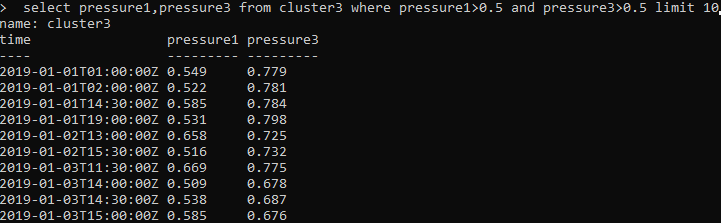 >  select pressure1,pressure3 from cluster3 where pressure1>0.5 and pressure3>0.5 limit 10
name: cluster3
time                 pressure1 pressure3
----                 --------- ---------
2019-01-01T01:00:00Z 0.549     0.779
2019-01-01T02:00:00Z 0.522     0.781
2019-01-01T14:30:00Z 0.585     0.784
2019-01-01T19:00:00Z 0.531     0.798
2019-01-02T13:00:00Z 0.658     0.725
2019-01-02T15:30:00Z 0.516     0.732
2019-01-03T11:30:00Z 0.669     0.775
2019-01-03T14:00:00Z 0.509     0.678
2019-01-03T14:30:00Z 0.538     0.687
2019-01-03T15:00:00Z 0.585     0.676